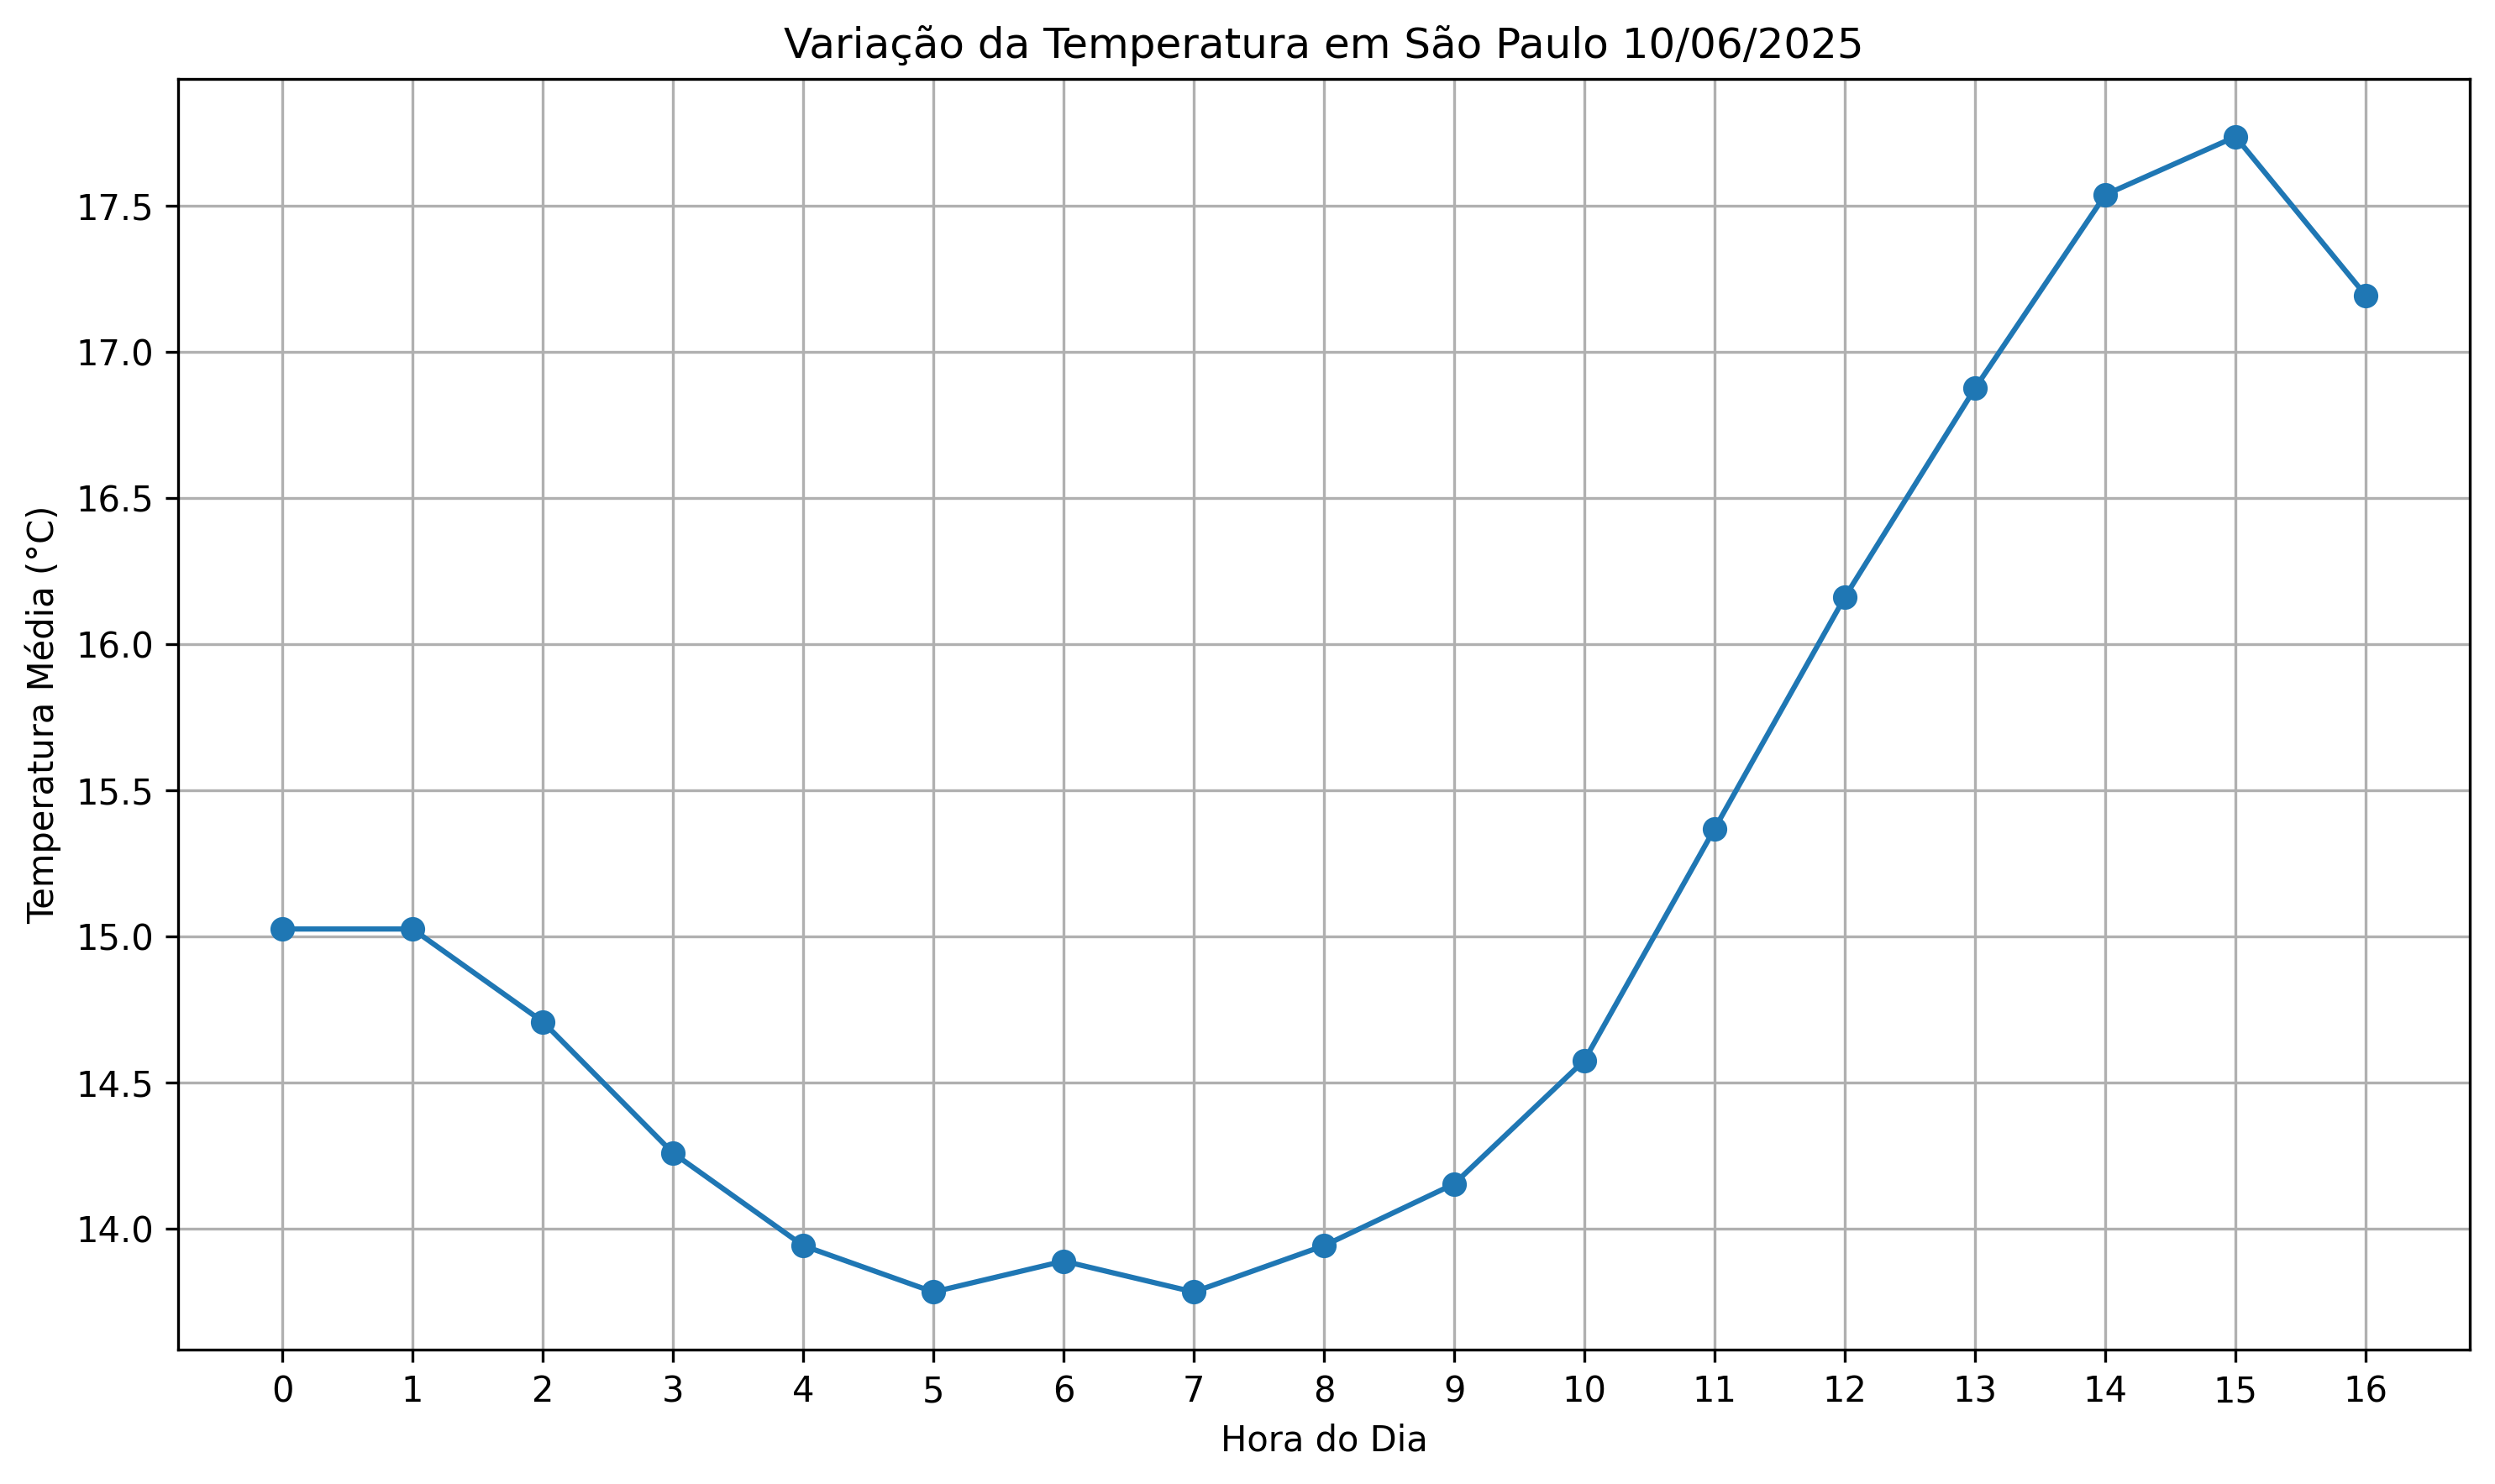 Variação da Temperatura em São Paulo 10/06/2025
Temperatura Média (°C)
17.5
17.0
16.5
16.0
15.5
15.0
14.5
14.0
0 1 2 3 4 5 6 7 8 9 10 11 12 13 14 15 16
Hora do Dia